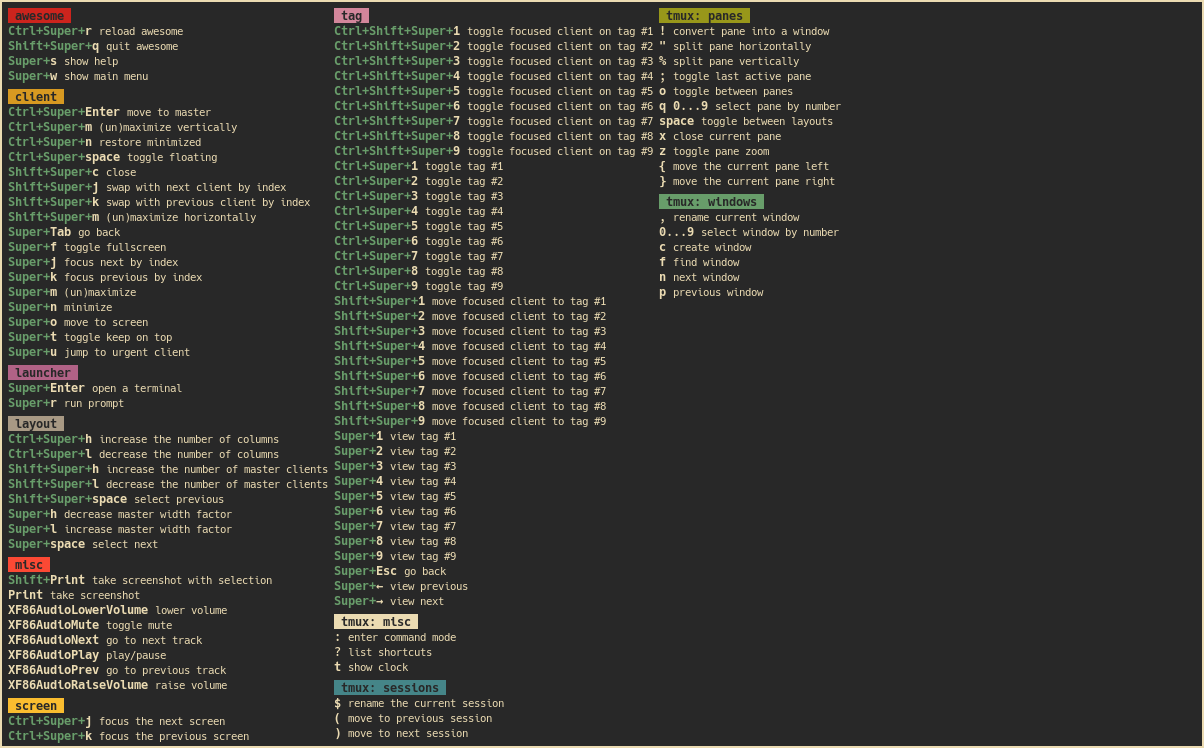 awesome
Ctrl+Super+r reload awesome
Shift+Super+q quit awesome
Super+s show help
Super+w show main menu
client
Ctrl+Super+Enter move to master
Ctrl+Super+m (un)maximize vertically
Ctrl+Super+n restore minimized
Ctrl+Super+space toggle floating
Shift+Super+c close
Shift+Super+j swap with next client by index
Shift+Super+k swap with previous client by index
Shift+Super+m (un)maximize horizontally
Super+Tab go back
Super+f toggle fullscreen
Super+j focus next by index
Super+k focus previous by index
Super+m (un)maximize
Super+n minimize
Super+o move to screen
Super+t toggle keep on top
Super+u jump to urgent client
launcher
Super+Enter open a terminal
Super+r run prompt
layout
Ctrl+Super+h increase the number of columns
Ctrl+Super+l decrease the number of columns
Shift+Super+h increase the number of master clients
Shift+Super+l decrease the number of master clients
Shift+Super+space select previous
Super+h decrease master width factor
Super+l increase master width factor
Super+space select next
misc
Shift+Print take screenshot with selection
Print take screenshot
XF86AudioLowerVolume lower volume
XF86AudioMute toggle mute
XF86AudioNext go to next track
XF86AudioPlay play/pause
XF86AudioPrev go to previous track
XF86AudioRaiseVolume raise volume
screen
Ctrl+Super+j focus the next screen
Ctrl+Super+k focus the previous screen
tag
Ctrl+Shift+Super+1 toggle focused client on tag #1
Ctrl+Shift+Super+2 toggle focused client on tag #2
Ctrl+Shift+Super+3 toggle focused client on tag #3
Ctrl+Shift+Super+4 toggle focused client on tag #4
Ctrl+Shift+Super+5 toggle focused client on tag #5
Ctrl+Shift+Super+6 toggle focused client on tag #6
Ctrl+Shift+Super+7 toggle focused client on tag #7
Ctrl+Shift+Super+8 toggle focused client on tag #8
Ctrl+Shift+Super+9 toggle focused client on tag #9
Ctrl+Super+1 toggle tag #1
Ctrl+Super+2 toggle tag #2
Ctrl+Super+3 toggle tag #3
Ctrl+Super+4 toggle tag #4
Ctrl+Super+5 toggle tag #5
Ctrl+Super+6 toggle tag #6
Ctrl+Super+7 toggle tag #7
Ctrl+Super+8 toggle tag #8
Ctrl+Super+9 toggle tag #9
Shift+Super+1 move focused client to tag #1
Shift+Super+2 move focused client to tag #2
Shift+Super+3 move focused client to tag #3
Shift+Super+4 move focused client to tag #4
Shift+Super+5 move focused client to tag #5
Shift+Super+6 move focused client to tag #6
Shift+Super+7 move focused client to tag #7
Shift+Super+8 move focused client to tag #8
Shift+Super+9 move focused client to tag #9
Super+1 view tag #1
Super+2 view tag #2
Super+3 view tag #3
Super+4 view tag #4
Super+5 view tag #5
Super+6 view tag #6
Super+7 view tag #7
Super+8 view tag #8
Super+9 view tag #9
Super+Esc go back
Super+← view previous
Super+→ view next
tmux: misc
: enter command mode
? list shortcuts
t show clock
tmux: sessions
$ rename the current session
( move to previous session
) move to next session
tmux: panes
! convert pane into a window
" split pane horizontally
% split pane vertically
; toggle last active pane
o toggle between panes
q 0...9 select pane by number
space toggle between layouts
x close current pane
z toggle pane zoom
{ move the current pane left
} move the current pane right
tmux: windows
, rename current window
0...9 select window by number
c create window
f find window
n next window
p previous window